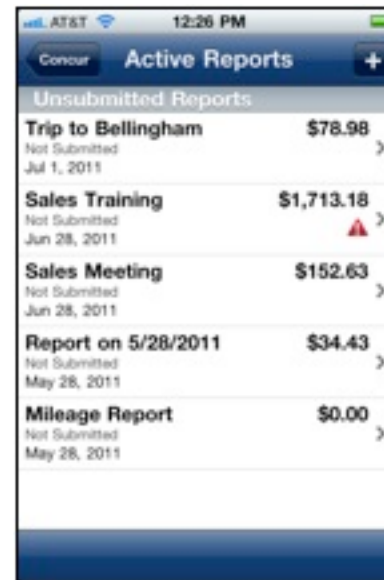 AT&T 12:26 PM
Concur Active Reports +
Unsubmitted Reports
Trip to Bellingham $78.98
Not Submitted
Jul 1, 2011
Sales Training $1,713.18
Not Submitted
Jun 28, 2011
Sales Meeting $152.63
Not Submitted
Jun 28, 2011
Report on 5/28/2011 $34.43
Not Submitted
May 28, 2011
Mileage Report $0.00
Not Submitted
May 28, 2011